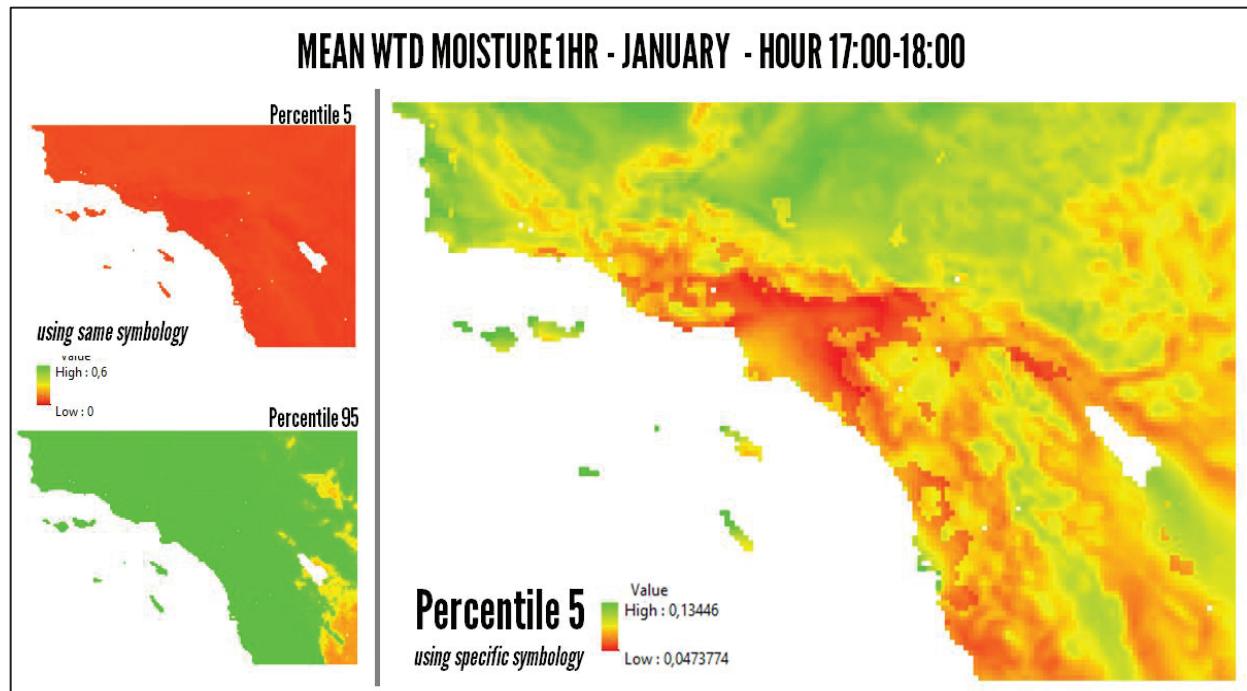 MEAN WTD MOISTURE 1HR - JANUARY - HOUR 17:00-18:00
Percentile 5
using same symbology
Value
High : 0,6
Low : 0
Percentile 95
Percentile 5
using specific symbology
Value
High : 0,13446
Low : 0,0473774